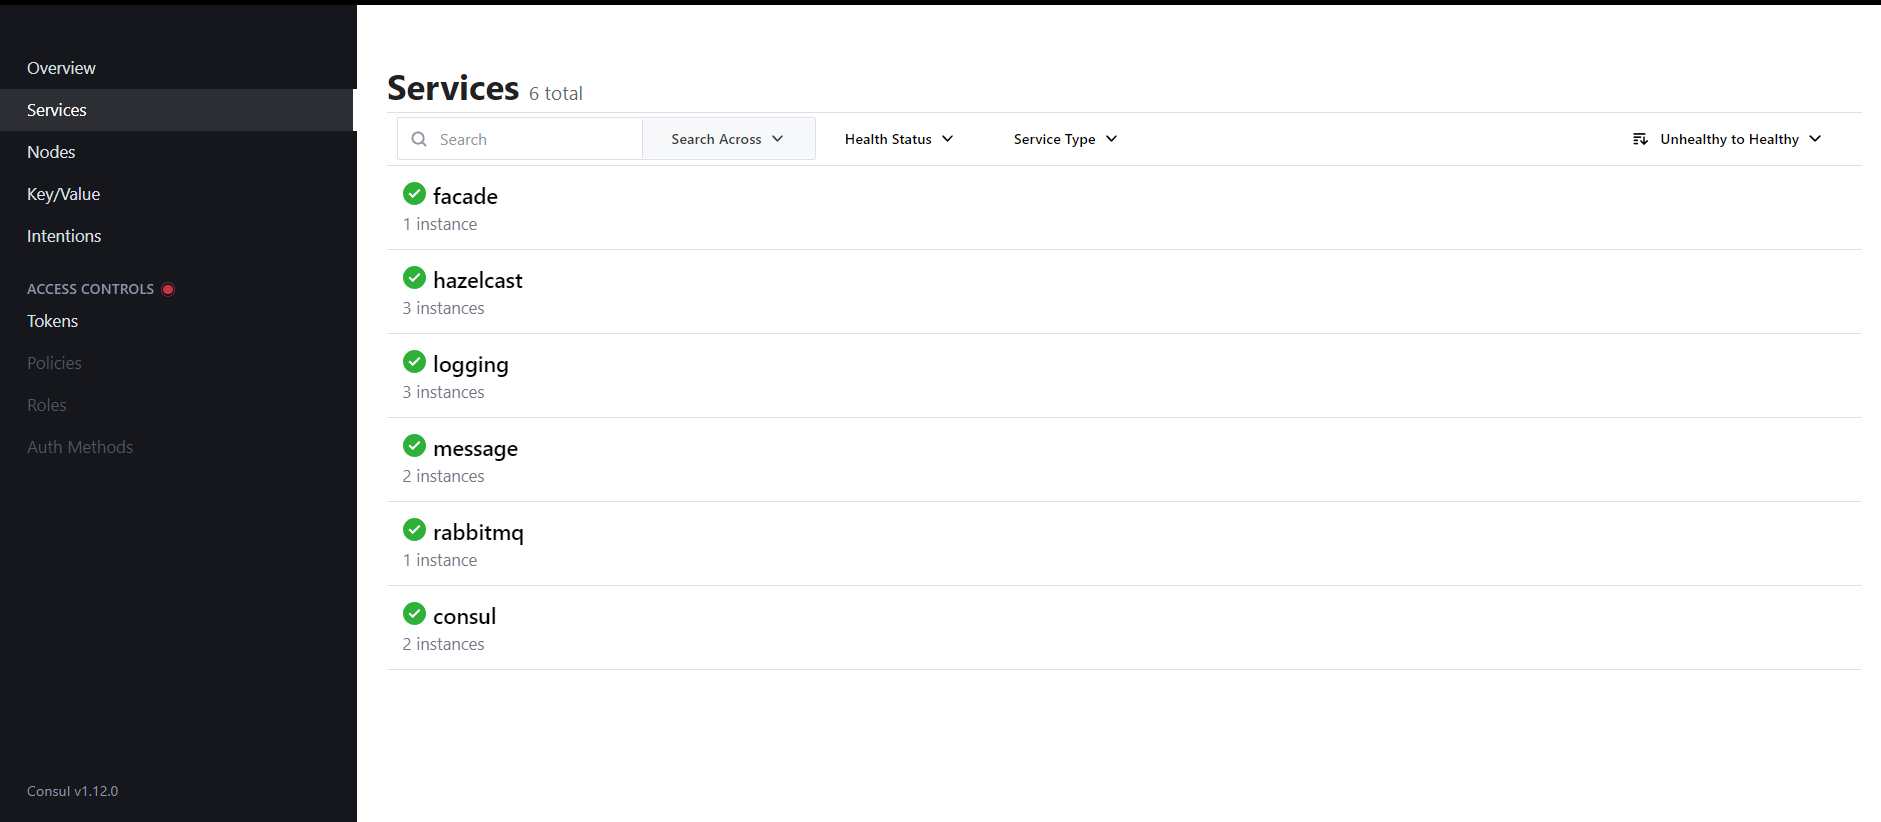 Overview
Services
Nodes
Key/Value
Intentions
ACCESS CONTROLS
Tokens
Policies
Roles
Auth Methods
Consul v1.12.0
Services 6 total
Search Search Across Health Status Service Type Unhealthy to Healthy
facade
1 instance
hazelcast
3 instances
logging
3 instances
message
2 instances
rabbitmq
1 instance
consul
2 instances